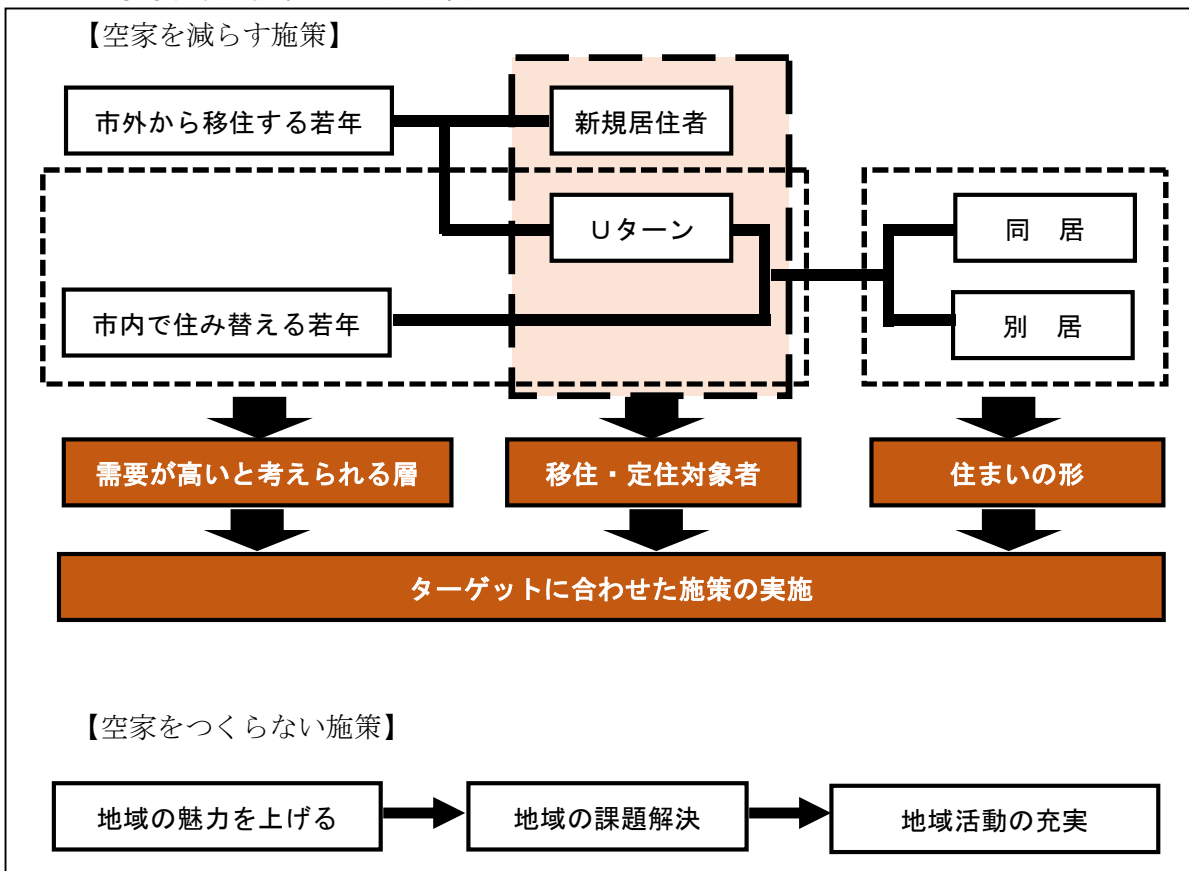 【空家を減らす施策】
市外から移住する若年
新規居住者
Uターン
同 居
市内で住み替える若年
別 居
需要が高いと考えられる層
移住・定住対象者
住まいの形
ターゲットに合わせた施策の実施
【空家をつくらない施策】
地域の魅力を上げる
地域の課題解決
地域活動の充実